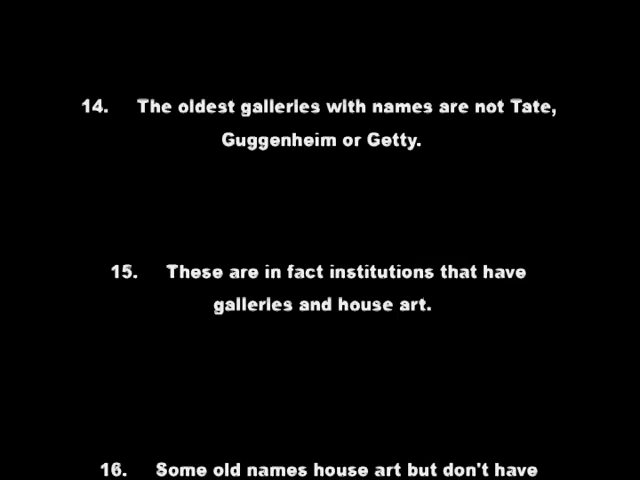 14. The oldest galleries with names are not Tate,
Guggenheim or Getty.
15. These are in fact institutions that have
galleries and house art.
16. Some old names house art but don't have